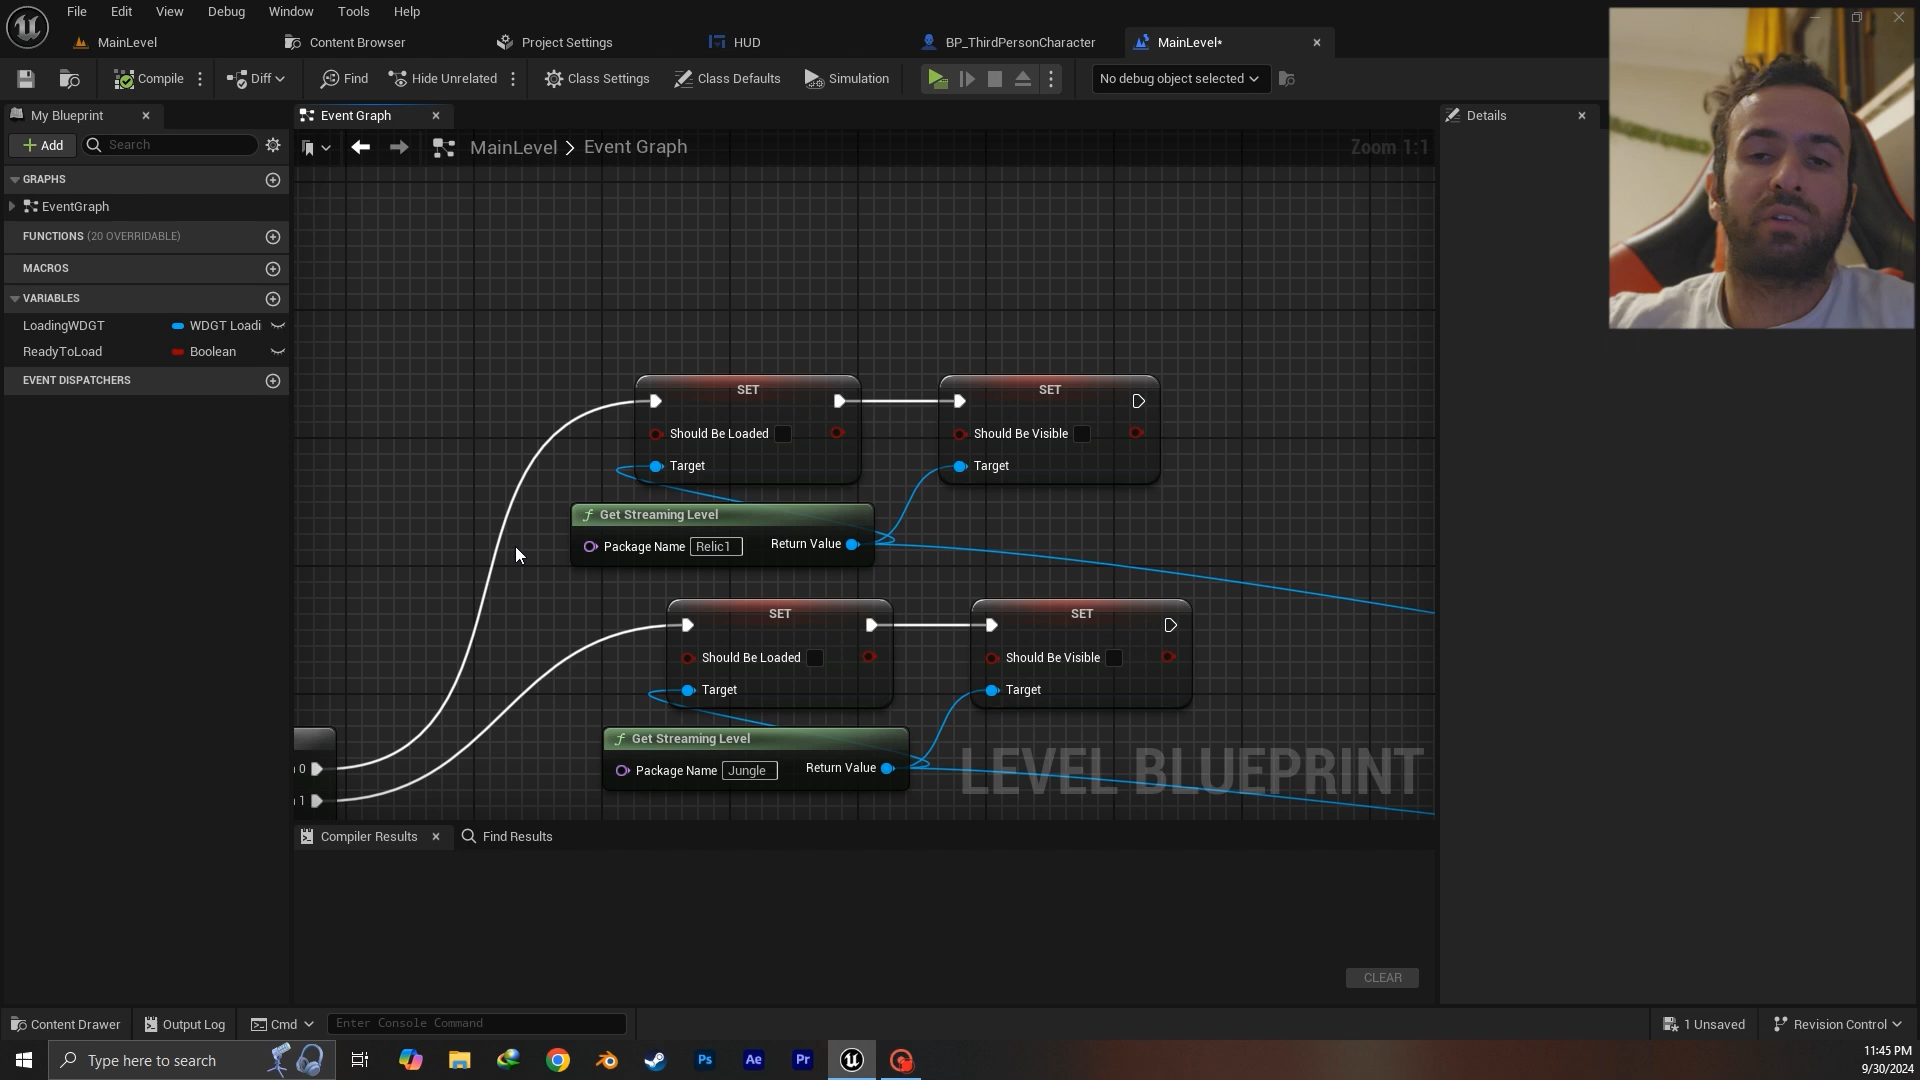 File Edit View Debug Window Tools Help
MainLevel Content Browser Project Settings HUD BP_ThirdPersonCharacter MainLevel*
Compile Diff Find Hide Unrelated Class Settings Class Defaults Simulation No debug object selected
My Blueprint Event Graph Details
Add Search MainLevel > Event Graph Zoom 1:1
GRAPHS
EventGraph
FUNCTIONS (20 OVERRIDABLE)
MACROS
VARIABLES
LoadingWDGT WDGT Loadi
ReadyToLoad Boolean
EVENT DISPATCHERS
SET SET
Should Be Loaded Should Be Visible
Target Target
f Get Streaming Level
Package Name Relic1 Return Value
SET SET
Should Be Loaded Should Be Visible
Target Target
f Get Streaming Level
Package Name Jungle Return Value
0
1
LEVEL BLUEPRINT
Compiler Results Find Results
CLEAR
Content Drawer Output Log Cmd Enter Console Command 1 Unsaved Revision Control
Type here to search Ps Ae Pr
11:45 PM
9/30/2024